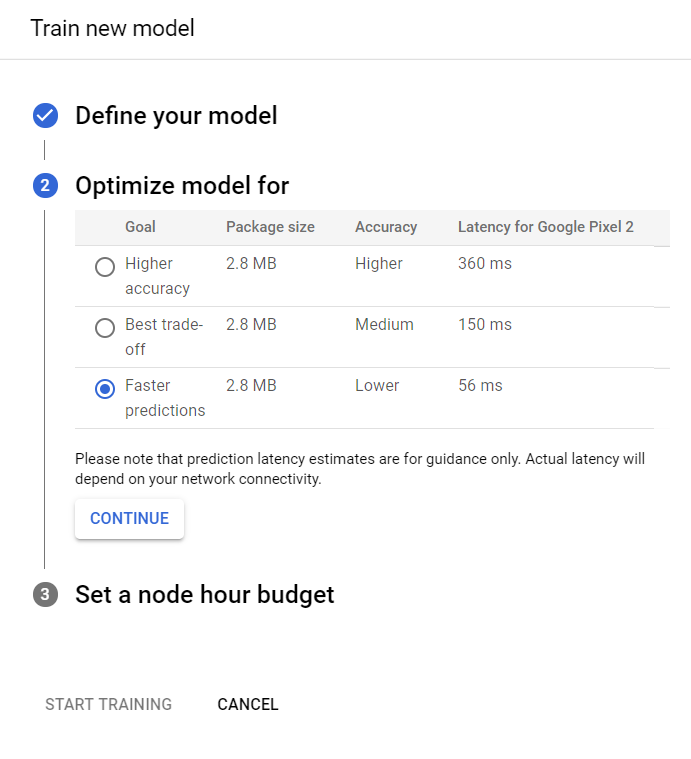 Train new model
Define your model
2 Optimize model for
Goal Package size Accuracy Latency for Google Pixel 2
Higher accuracy 2.8 MB Higher 360 ms
Best trade-off 2.8 MB Medium 150 ms
Faster predictions 2.8 MB Lower 56 ms
Please note that prediction latency estimates are for guidance only. Actual latency will
depend on your network connectivity.
CONTINUE
3 Set a node hour budget
START TRAINING CANCEL